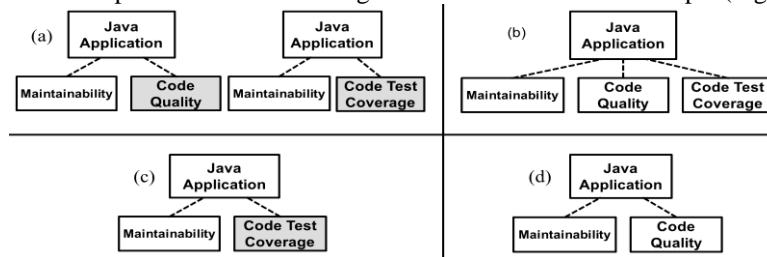 (a)
Java
Application
Maintainability
Code
Quality
Java
Application
Maintainability
Code Test
Coverage
(b)
Java
Application
Maintainability
Code
Quality
Code Test
Coverage
(c)
Java
Application
Maintainability
Code Test
Coverage
(d)
Java
Application
Maintainability
Code
Quality